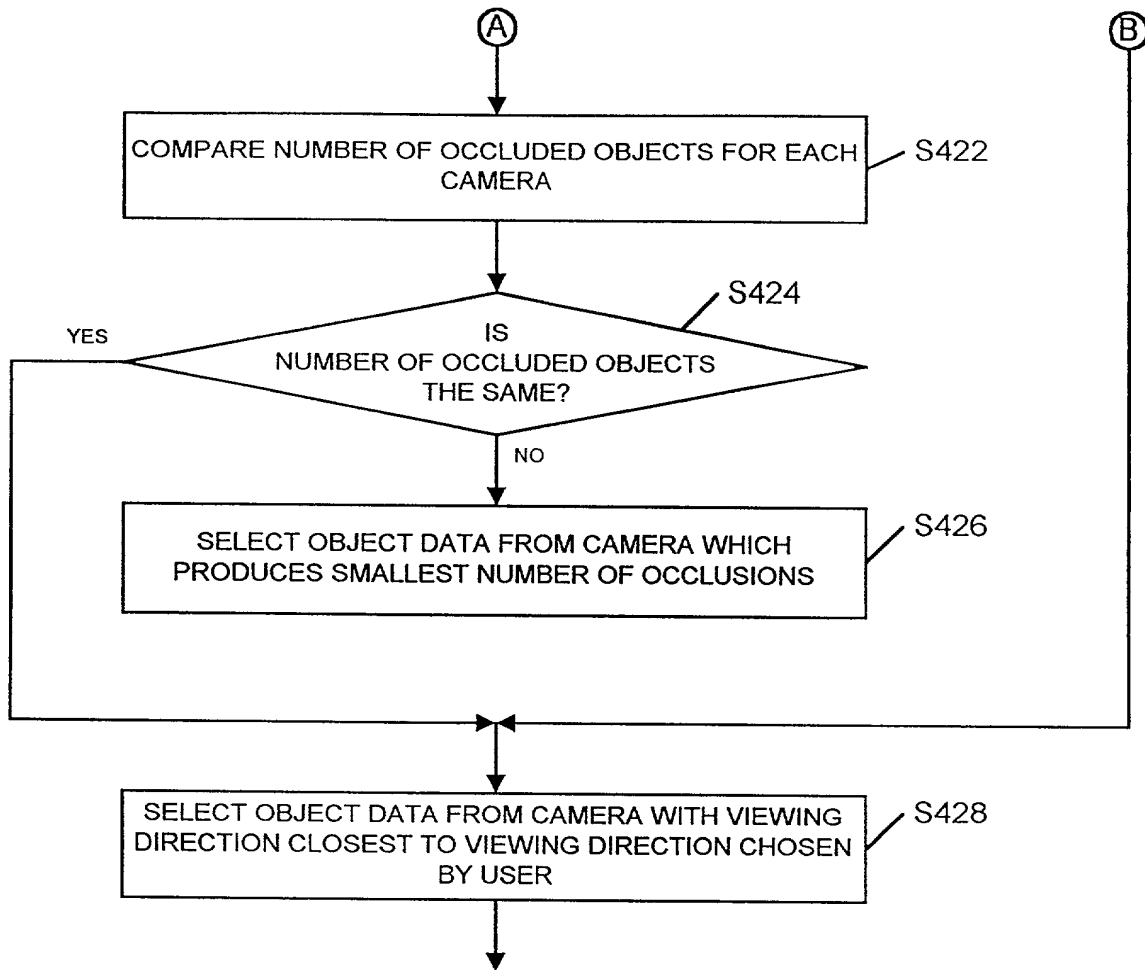 A
B
COMPARE NUMBER OF OCCLUDED OBJECTS FOR EACH
CAMERA
S422
S424
YES
IS
NUMBER OF OCCLUDED OBJECTS
THE SAME?
NO
S426
SELECT OBJECT DATA FROM CAMERA WHICH
PRODUCES SMALLEST NUMBER OF OCCLUSIONS
SELECT OBJECT DATA FROM CAMERA WITH VIEWING
DIRECTION CLOSEST TO VIEWING DIRECTION CHOSEN
BY USER
S428